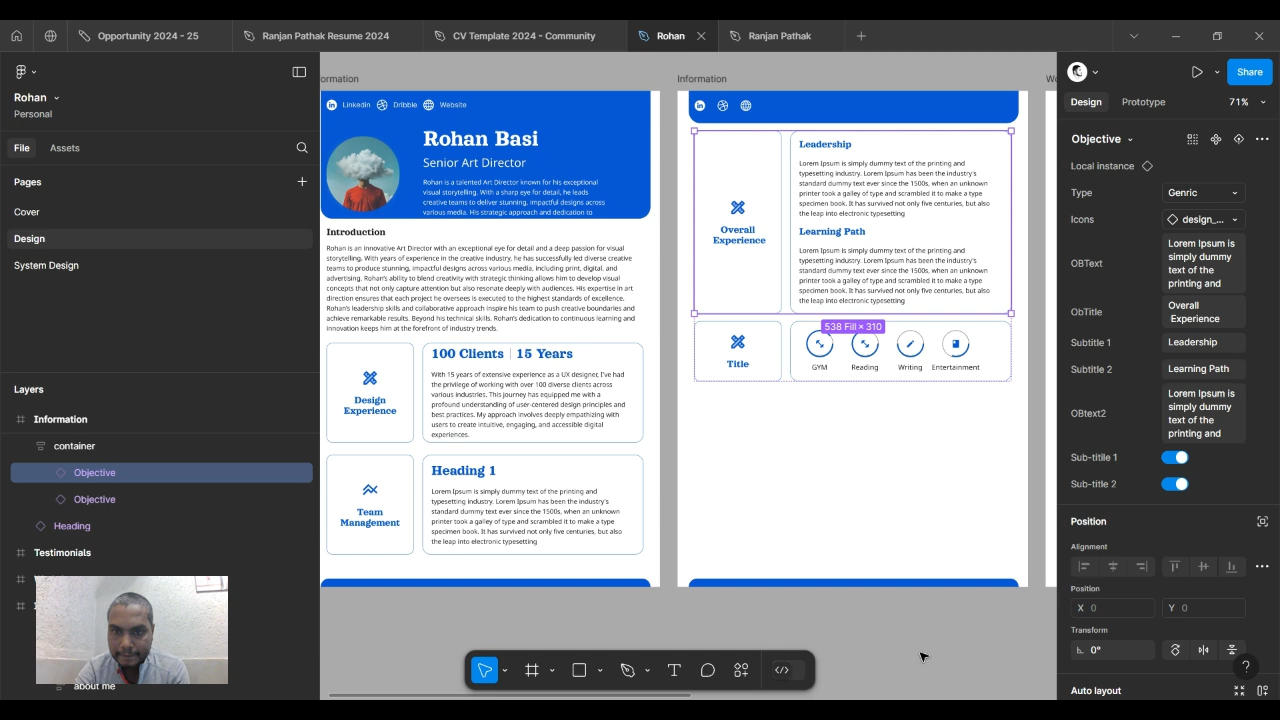 Opportunity 2024 - 25
Ranjan Pathak Resume 2024
CV Template 2024 - Community
Rohan
Ranjan Pathak
Rohan
Personal
File
Assets
Pages
Cover
Design
System Design
Layers
Information
container
Objective
Objective
Heading
Testimonials
about me
ormation
Linkedin
Dribble
Website
Rohan Basi
Senior Art Director
Rohan is a talented Art Director known for his exceptional
visual storytelling. With a sharp eye for detail, he leads
creative teams to deliver stunning, impactful designs across
various media. His strategic approach and dedication to
Introduction
Rohan is an innovative Art Director with an exceptional eye for detail and a deep passion for visual
storytelling. With years of experience in the creative industry, he has successfully led diverse creative
teams to produce stunning, impactful designs across various media, including print, digital, and
advertising. Rohan's ability to blend creativity with strategic thinking allows him to develop visual
concepts that not only capture attention but also resonate deeply with audiences. His expertise in art
direction ensures that each project he oversees is executed to the highest standards of excellence.
Rohan's leadership skills and collaborative approach inspire his team to push creative boundaries and
achieve remarkable results. Beyond his technical skills, Rohan's dedication to continuous learning and
innovation keeps him at the forefront of industry trends.
Design
Experience
100 Clients | 15 Years
With 15 years of extensive experience as a UX designer, I've had
the privilege of working with over 100 diverse clients across
various industries. This journey has equipped me with a
profound understanding of user-centered design principles and
best practices. My approach involves deeply empathizing with
users to create intuitive, engaging, and accessible digital
experiences.
Team
Management
Heading 1
Lorem Ipsum is simply dummy text of the printing and
typesetting industry. Lorem Ipsum has been the industry's
standard dummy text ever since the 1500s, when an unknown
printer took a galley of type and scrambled it to make a type
specimen book. It has survived not only five centuries, but also
the leap into electronic typesetting
Information
Overall
Experience
Leadership
Lorem Ipsum is simply dummy text of the printing and
typesetting industry. Lorem Ipsum has been the industry's
standard dummy text ever since the 1500s, when an unknown
printer took a galley of type and scrambled it to make a type
specimen book. It has survived not only five centuries, but also
the leap into electronic typesetting
Learning Path
Lorem Ipsum is simply dummy text of the printing and
typesetting industry. Lorem Ipsum has been the industry's
standard dummy text ever since the 1500s, when an unknown
printer took a galley of type and scrambled it to make a type
specimen book. It has survived not only five centuries, but also
the leap into electronic typesetting
538 Fill × 310
Title
GYM
Reading
Writing
Entertainment
Share
Design
Prototype
71%
Objective
Local instance
Type
Genric
Icons
design_...
OBText
Lorem Ipsum is
simply dummy
text of the
printing and
ObTitle
Overall
Experience
Subtitle 1
Leadership
Subtitle 2
Learning Path
OBtext2
Lorem Ipsum is
simply dummy
text of the
printing and
Sub-titile 1
Sub-title 2
Position
Alignment
Position
X 0
Y 0
Transform
0°
Auto layout
?